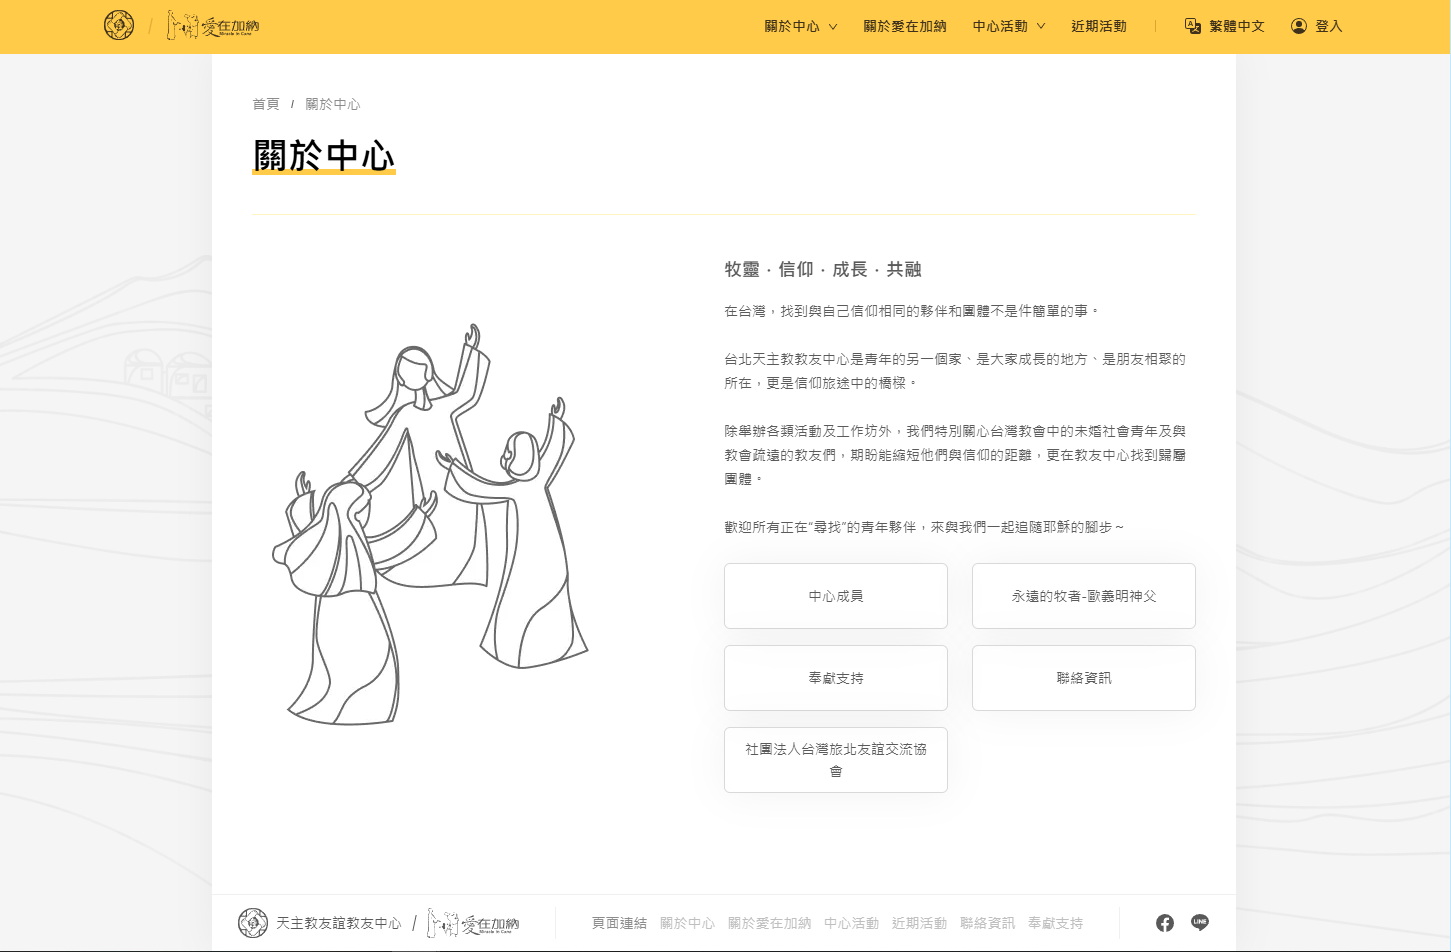 愛在加納
Miracle in Cana
關於中心
關於愛在加納
中心活動
近期活動
繁體中文
登入
首頁 / 關於中心
關於中心
牧靈 · 信仰 · 成長 · 共融
在台灣，找到與自己信仰相同的夥伴和團體不是件簡單的事。
台北天主教教友中心是青年的另一個家、是大家成長的地方、是朋友相聚的
所在，更是信仰旅途中的橋樑。
除舉辦各類活動及工作坊外，我們特別關心台灣教會中的未婚社會青年及與
教會疏遠的教友們，期盼能縮短他們與信仰的距離，更在教友中心找到歸屬
團體。
歡迎所有正在"尋找"的青年夥伴，來與我們一起追隨耶穌的腳步～
中心成員
永遠的牧者-歐義明神父
奉獻支持
聯絡資訊
社團法人台灣旅北友誼交流協
會
天主教友誼教友中心 / 愛在加納
Miracle in Cana
頁面連結 關於中心 關於愛在加納 中心活動 近期活動 聯絡資訊 奉獻支持
LINE